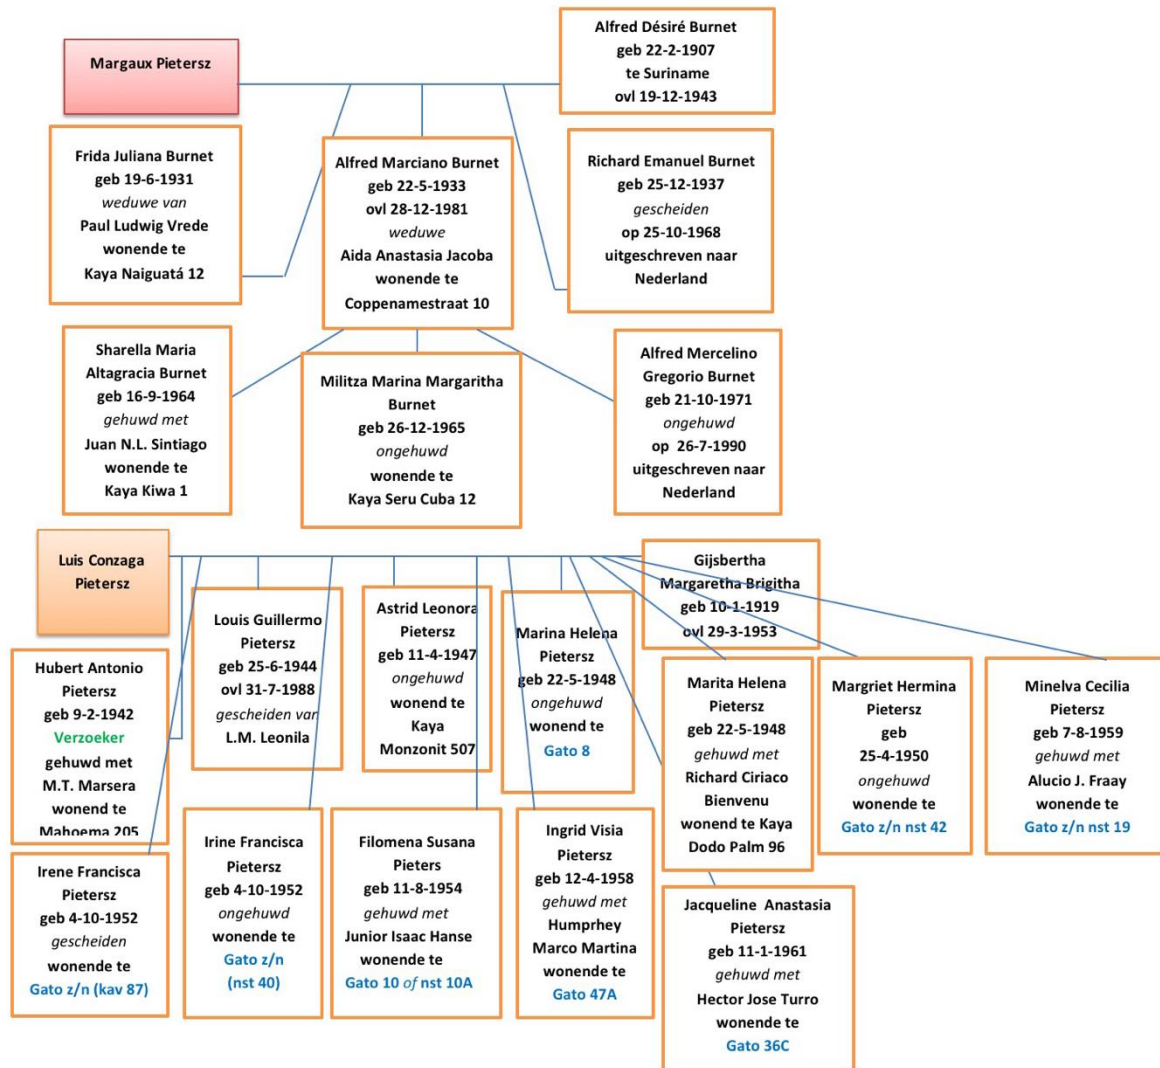 Margaux Pietersz
Alfred Désiré Burnet
geb 22-2-1907
te Suriname
ovl 19-12-1943
Frida Juliana Burnet
geb 19-6-1931
weduwe van
Paul Ludwig Vrede
wonende te
Kaya Naiguatá 12
Alfred Marciano Burnet
geb 22-5-1933
ovl 28-12-1981
weduwe
Aida Anastasia Jacoba
wonende te
Coppenamestraat 10
Richard Emanuel Burnet
geb 25-12-1937
gescheiden
op 25-10-1968
uitgeschreven naar
Nederland
Sharella Maria
Altagracia Burnet
geb 16-9-1964
gehuwd met
Juan N.L. Sintiago
wonende te
Kaya Kiwa 1
Militza Marina Margaritha
Burnet
geb 26-12-1965
ongehuwd
wonende te
Kaya Seru Cuba 12
Alfred Mercelino
Gregorio Burnet
geb 21-10-1971
ongehuwd
op 26-7-1990
uitgeschreven naar
Nederland
Luis Conzaga
Pietersz
Gijsbertha
Margaretha Brigitha
geb 10-1-1919
ovl 29-3-1953
Hubert Antonio
Pietersz
geb 9-2-1942
Verzoeker
gehuwd met
M.T. Marsera
wonend te
Mahoema 205
Louis Guillermo
Pietersz
geb 25-6-1944
ovl 31-7-1988
gescheiden van
L.M. Leonila
Astrid Leonora
Pietersz
geb 11-4-1947
ongehuwd
wonend te
Kaya
Monzonit 507
Marina Helena
Pietersz
geb 22-5-1948
ongehuwd
wonend te
Gato 8
Marita Helena
Pietersz
geb 22-5-1948
gehuwd met
Richard Ciriaco
Bienvenu
wonend te Kaya
Dodo Palm 96
Margriet Hermina
Pietersz
geb
25-4-1950
ongehuwd
wonende te
Gato z/n nst 42
Minelva Cecilia
Pietersz
geb 7-8-1959
gehuwd met
Alucio J. Fraay
wonende te
Gato z/n nst 19
Irene Francisca
Pietersz
geb 4-10-1952
gescheiden
wonende te
Gato z/n (kav 87)
Irine Francisca
Pietersz
geb 4-10-1952
ongehuwd
wonende te
Gato z/n
(nst 40)
Filomena Susana
Pieters
geb 11-8-1954
gehuwd met
Junior Isaac Hanse
wonende te
Gato 10 of nst 10A
Ingrid Visia
Pietersz
geb 12-4-1958
gehuwd met
Humprhey
Marco Martina
wonende te
Gato 47A
Jacqueline Anastasia
Pietersz
geb 11-1-1961
gehuwd met
Hector Jose Turro
wonende te
Gato 36C